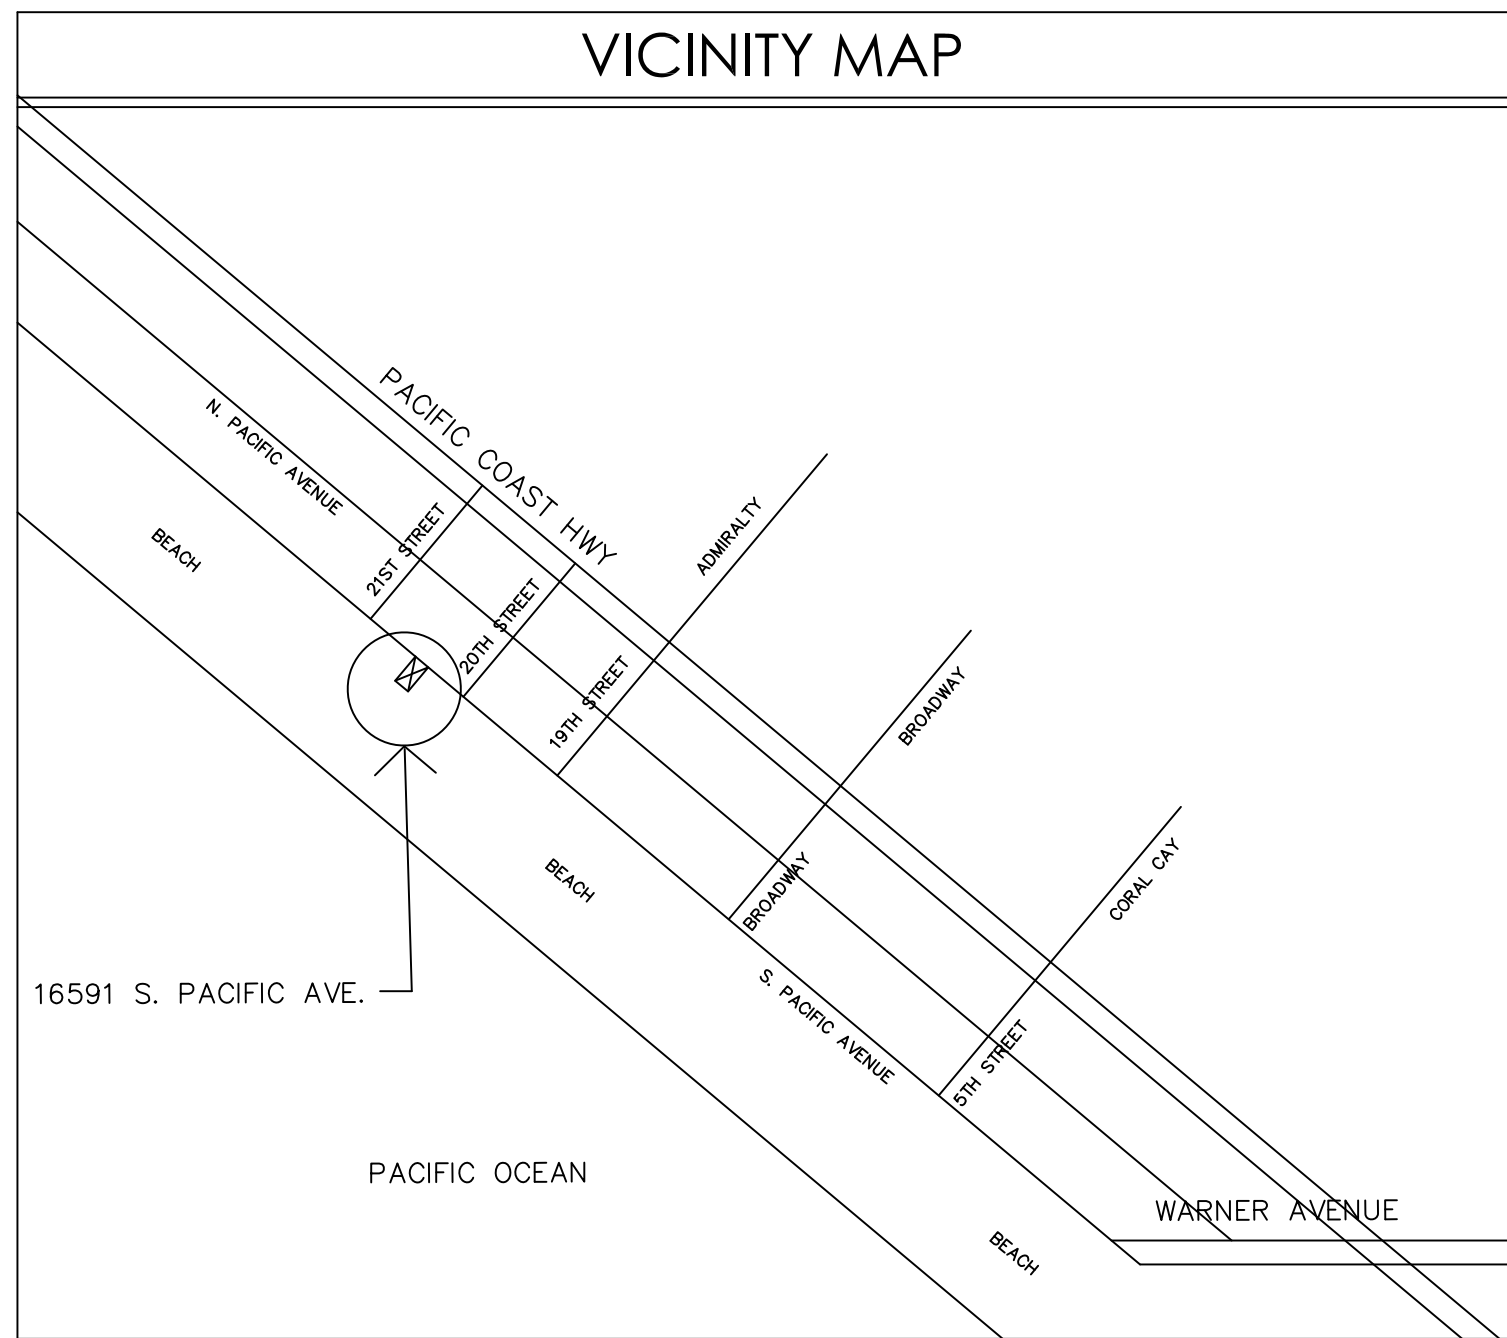 VICINITY MAP
PACIFIC COAST HWY
N. PACIFIC AVENUE
BEACH
21ST STREET
20TH STREET
ADMIRALTY
19TH STREET
BROADWAY
BROADWAY
CORAL CAY
BEACH
S. PACIFIC AVENUE
16591 S. PACIFIC AVE.
5TH STREET
PACIFIC OCEAN
WARNER AVENUE
BEACH